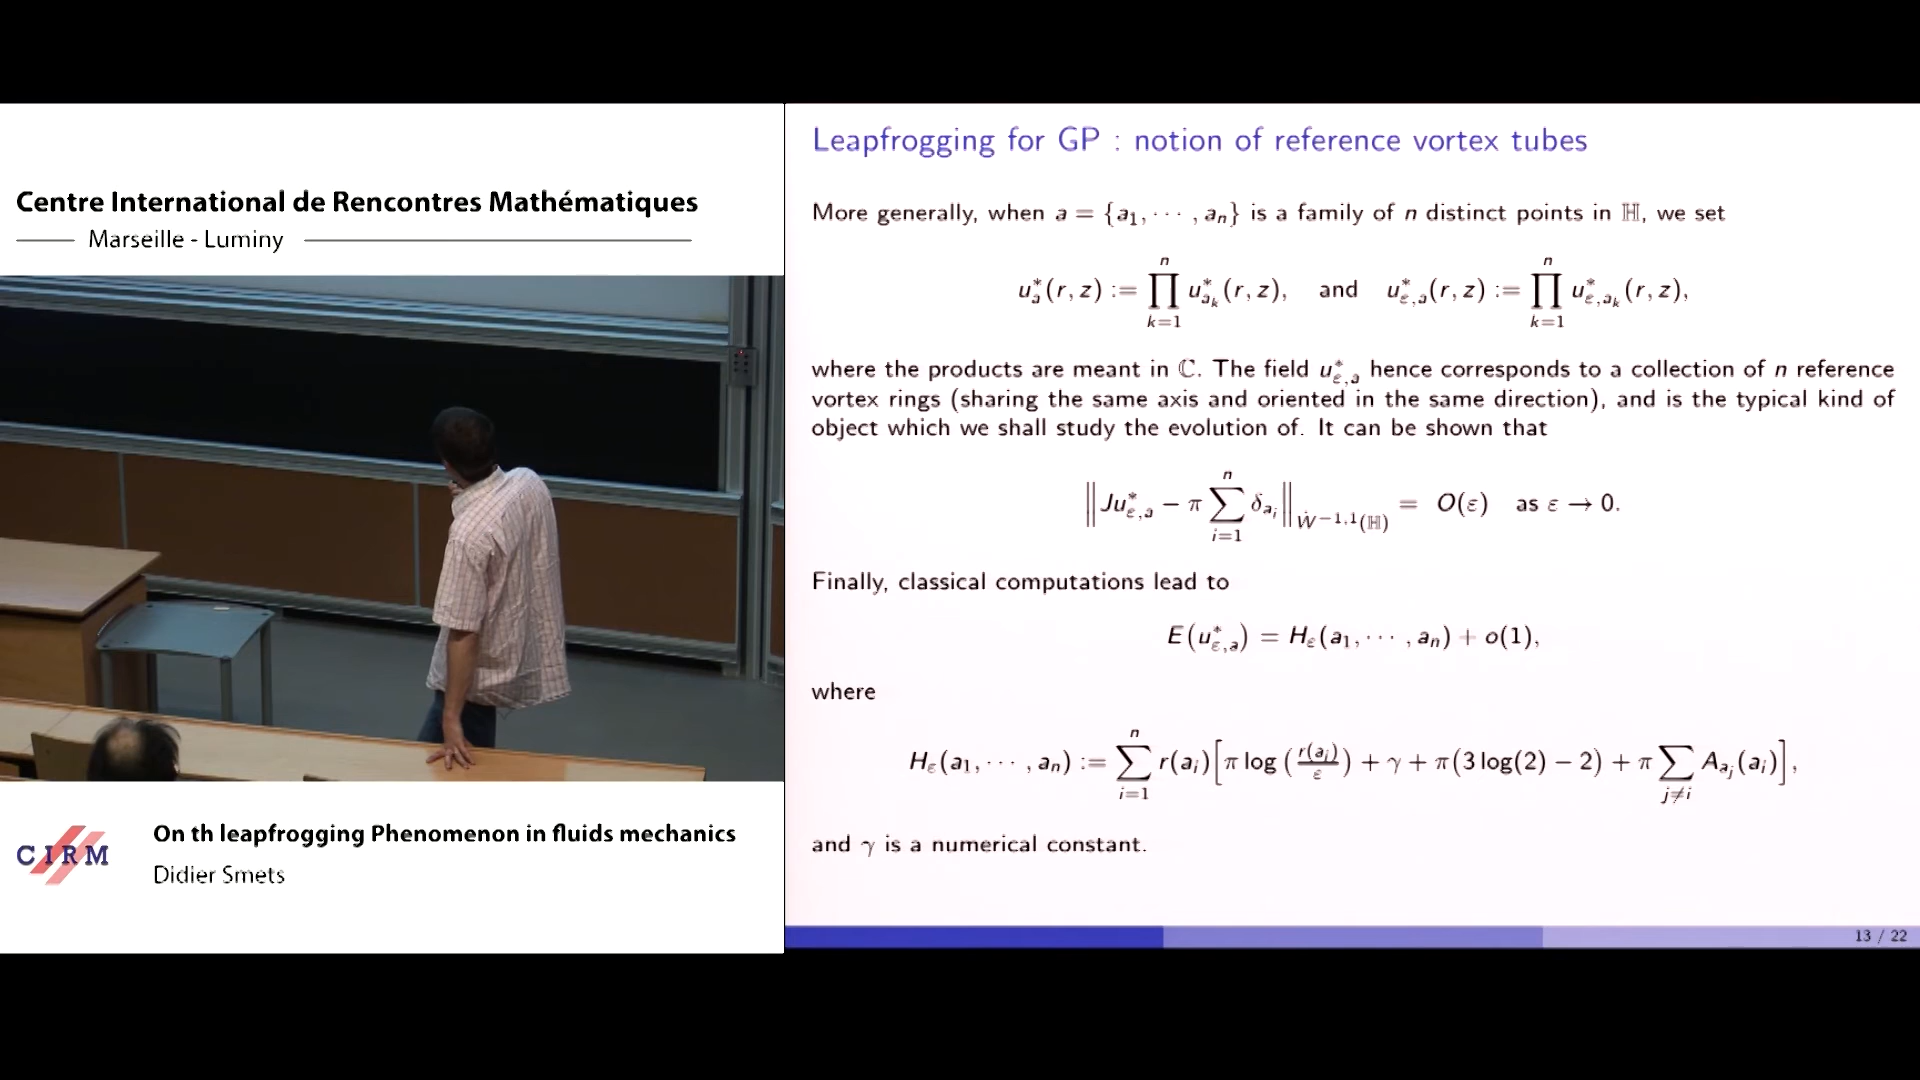 Centre International de Rencontres Mathématiques
Marseille - Luminy
CIRM
On th leapfrogging Phenomenon in fluids mechanics
Didier Smets
Leapfrogging for GP : notion of reference vortex tubes
More generally, when a = {a₁, ⋯ , aₙ} is a family of n distinct points in ℍ, we set
u*_a(r, z) := ∏_{k=1}^{n} u*_{a_k}(r, z), and u*_{ε,a}(r, z) := ∏_{k=1}^{n} u*_{ε,a_k}(r, z),
where the products are meant in ℂ. The field u*_{ε,a} hence corresponds to a collection of n reference
vortex rings (sharing the same axis and oriented in the same direction), and is the typical kind of
object which we shall study the evolution of. It can be shown that
‖Ju*_{ε,a} − π ∑_{i=1}^{n} δ_{a_i}‖_{Ẇ^{−1,1}(ℍ)} = O(ε) as ε → 0.
Finally, classical computations lead to
E(u*_{ε,a}) = H_ε(a₁, ⋯ , aₙ) + o(1),
where
H_ε(a₁, ⋯ , aₙ) := ∑_{i=1}^{n} r(a_i)[π log (r(a_i)/ε) + γ + π(3 log(2) − 2) + π ∑_{j≠i} A_{a_j}(a_i)],
and γ is a numerical constant.
13 / 22